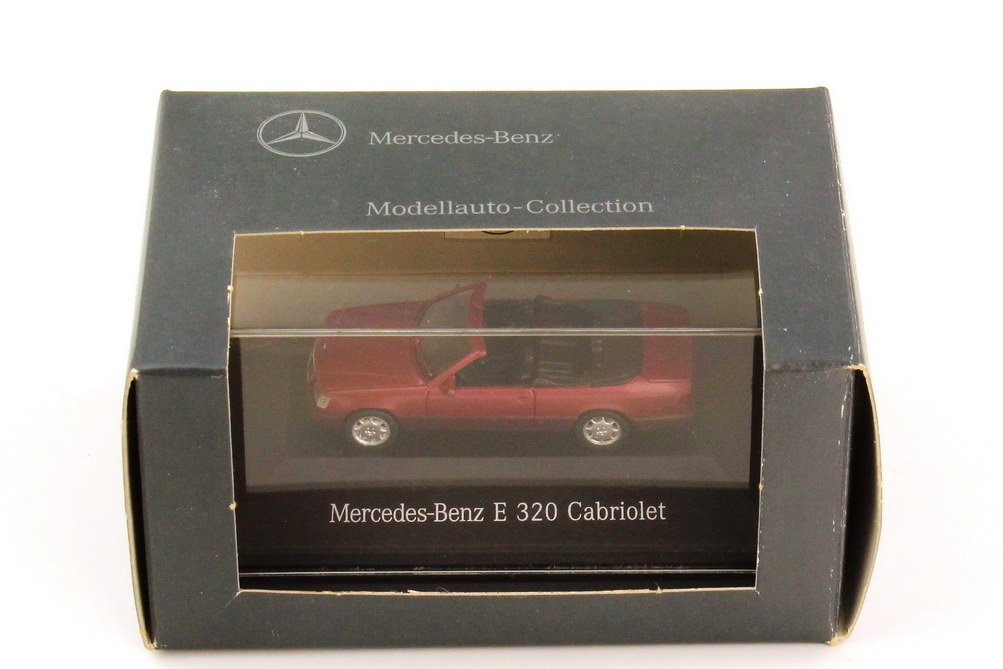 Mercedes-Benz
Modellauto-Collection
Mercedes-Benz E 320 Cabriolet